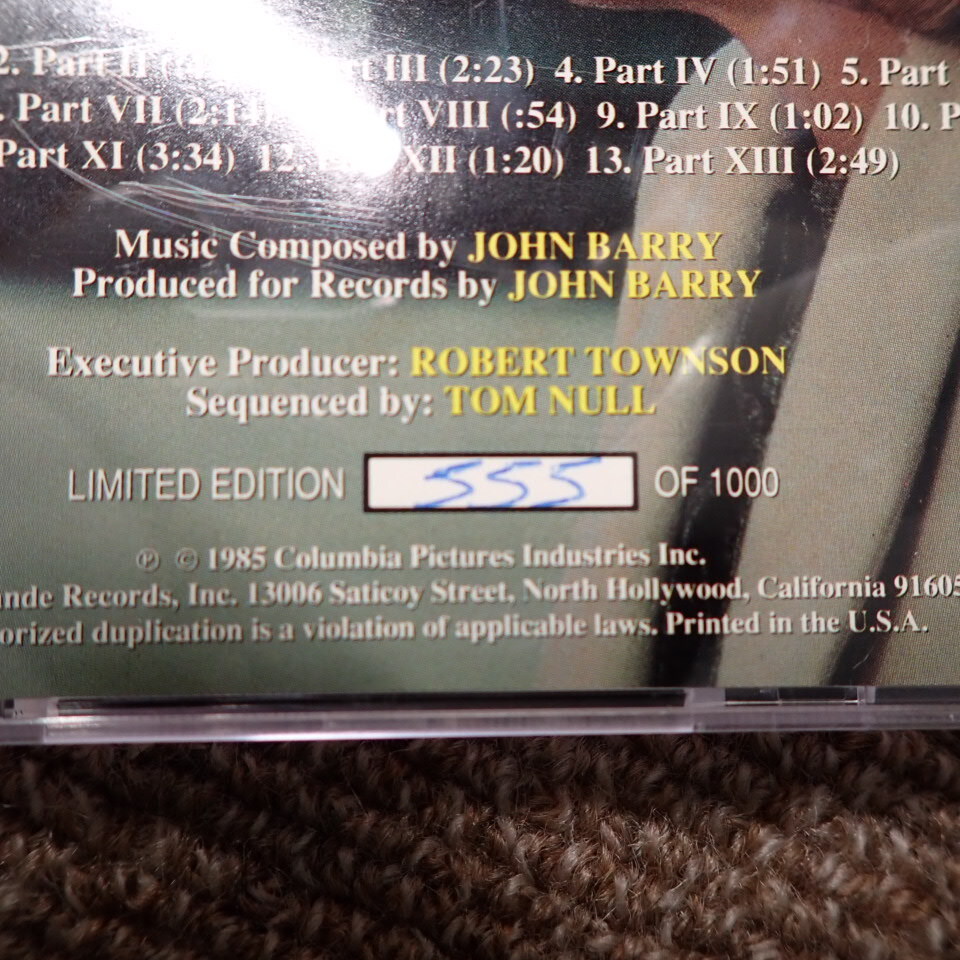 2. Part II III (2:23) 4. Part IV (1:51) 5. Part
. Part VII (2:14) VIII (:54) 9. Part IX (1:02) 10. P
Part XI (3:34) 12. XII (1:20) 13. Part XIII (2:49)
Music Composed by JOHN BARRY
Produced for Records by JOHN BARRY
Executive Producer: ROBERT TOWNSON
Sequenced by: TOM NULL
LIMITED EDITION 555 OF 1000
℗ © 1985 Columbia Pictures Industries Inc.
ande Records, Inc. 13006 Saticoy Street, North Hollywood, California 91605
orized duplication is a violation of applicable laws. Printed in the U.S.A.